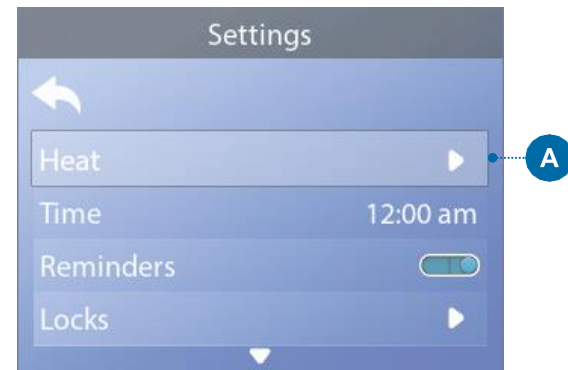 Settings
Heat
A
Time 12:00 am
Reminders
Locks